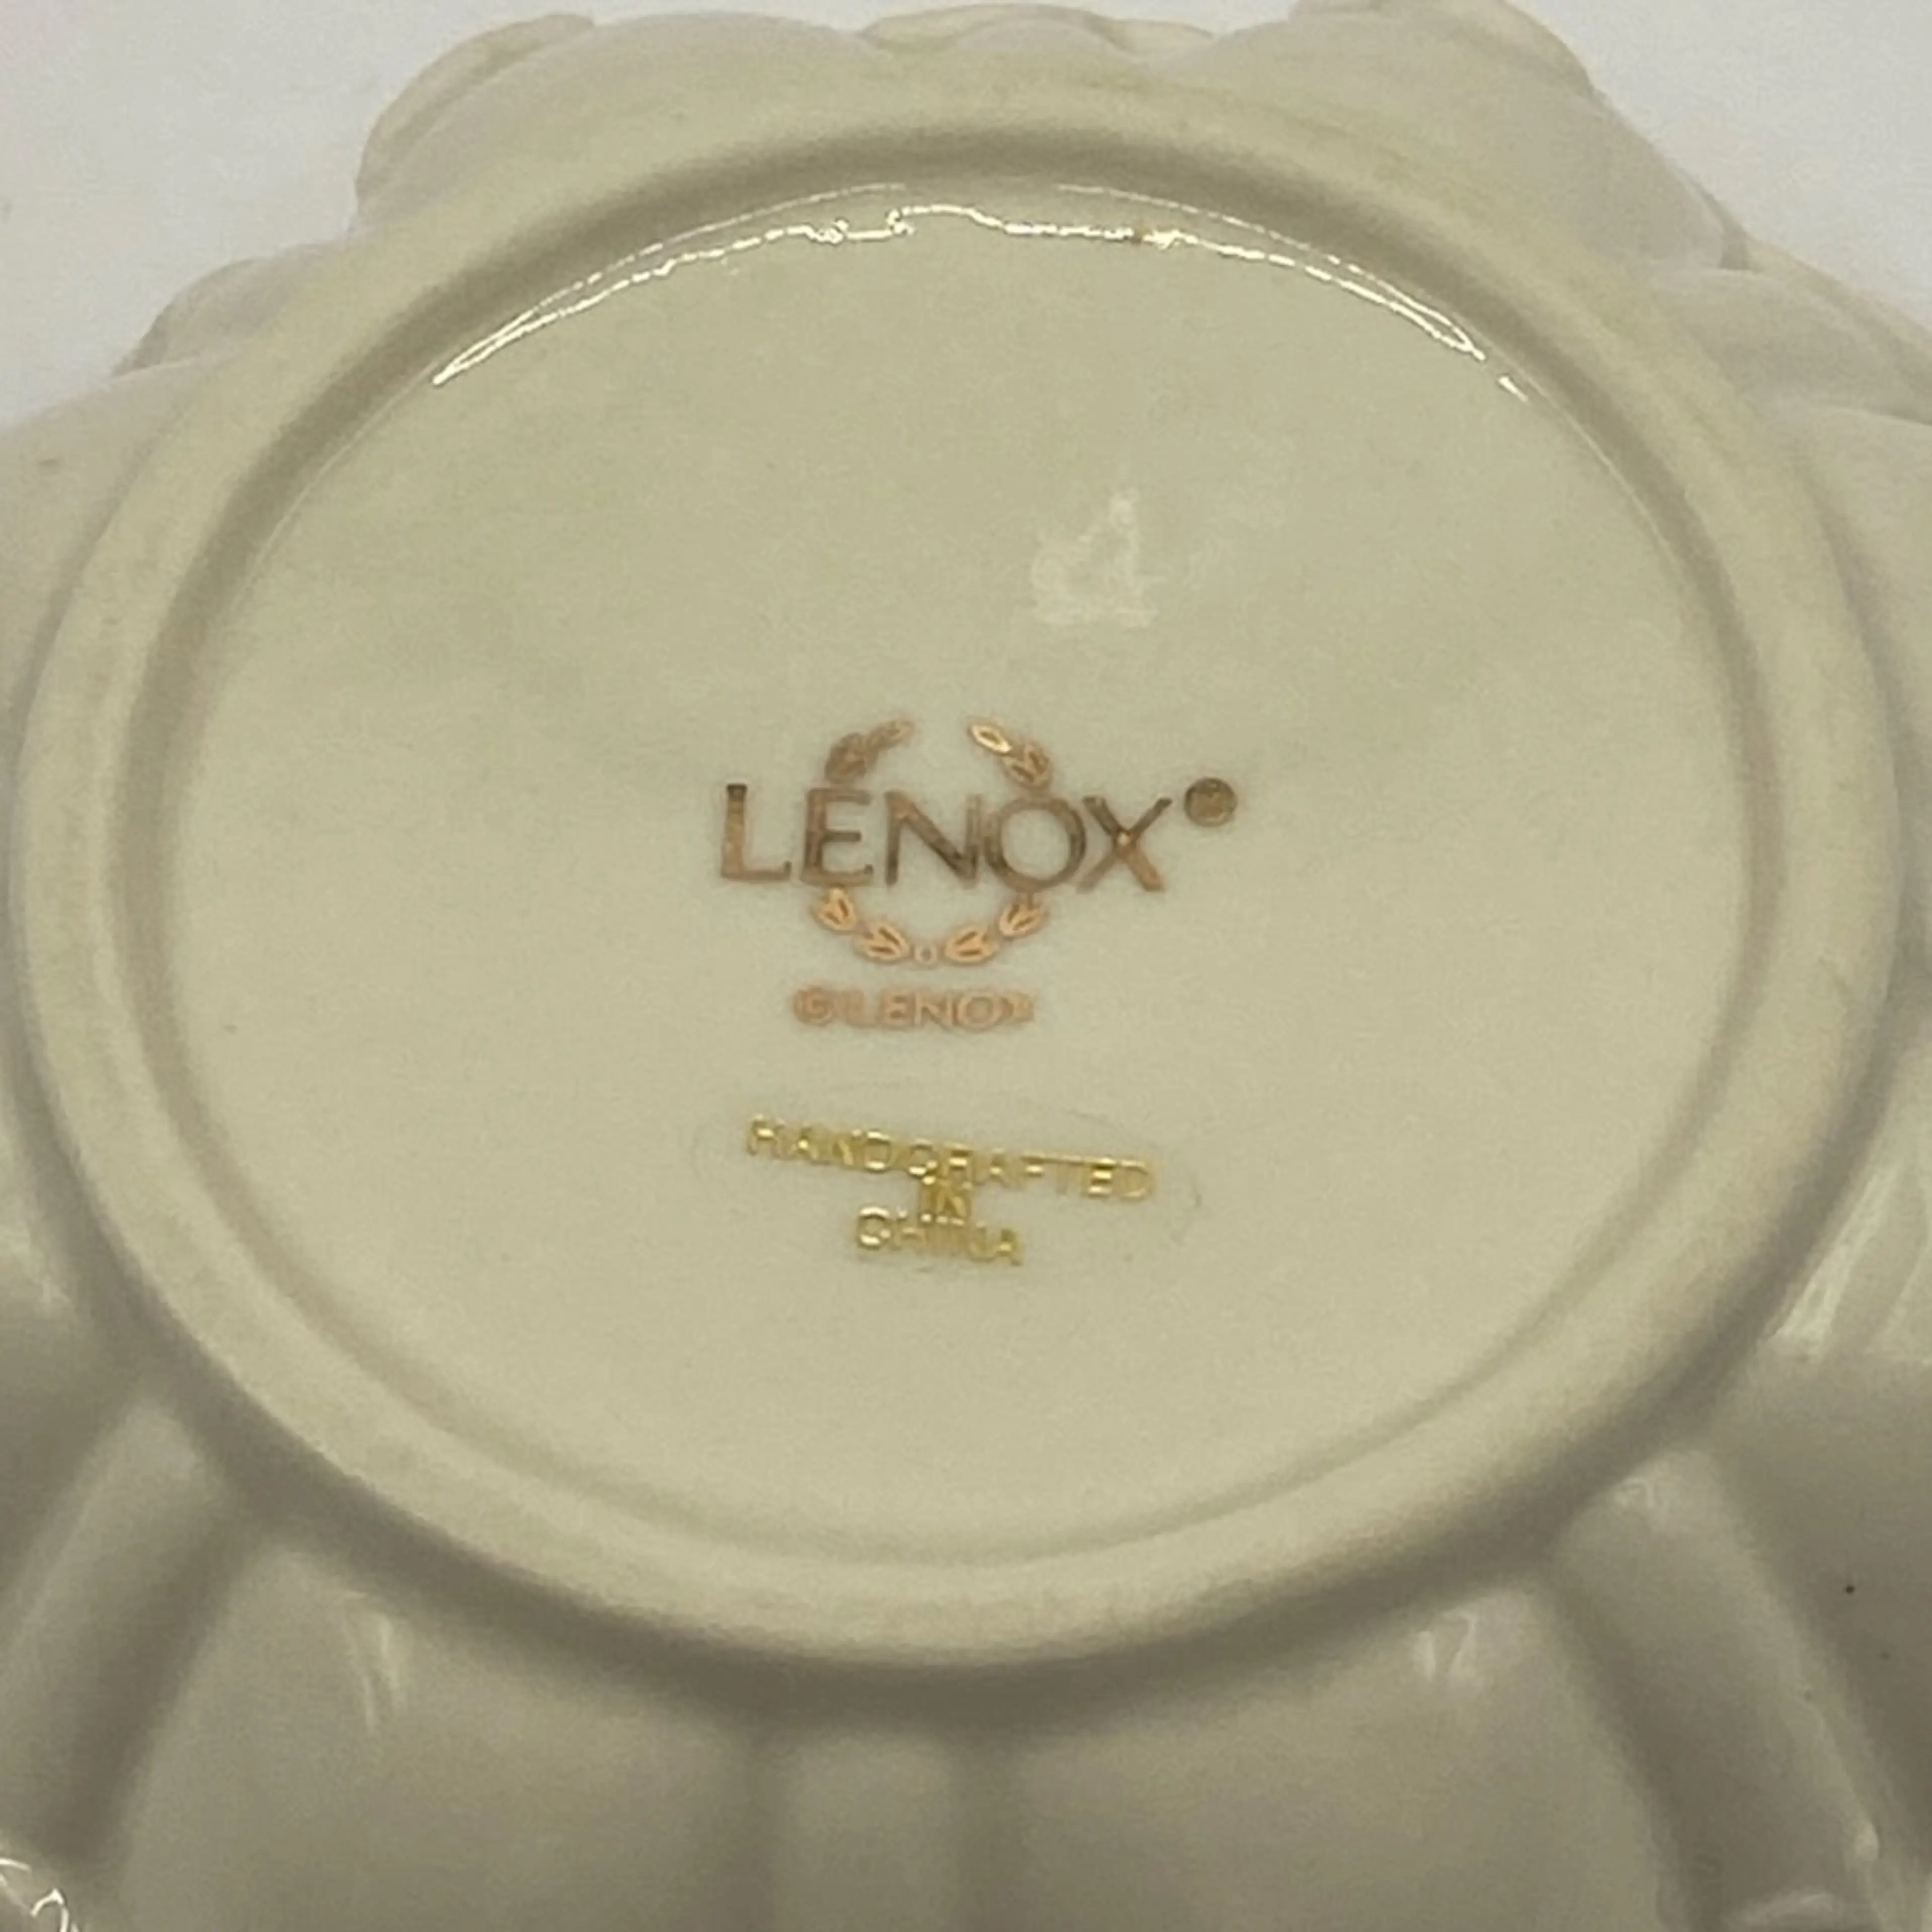 LENOX®
© LENOX
HANDCRAFTED
IN
CHINA